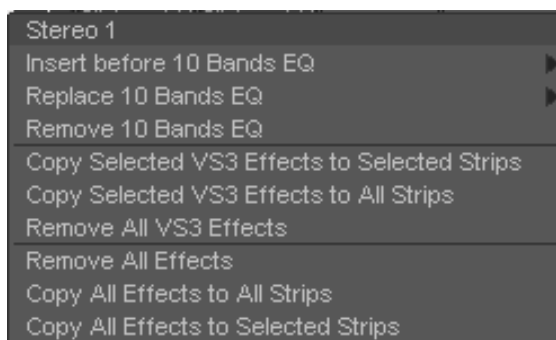 Stereo 1
Insert before 10 Bands EQ
Replace 10 Bands EQ
Remove 10 Bands EQ
Copy Selected VS3 Effects to Selected Strips
Copy Selected VS3 Effects to All Strips
Remove All VS3 Effects
Remove All Effects
Copy All Effects to All Strips
Copy All Effects to Selected Strips